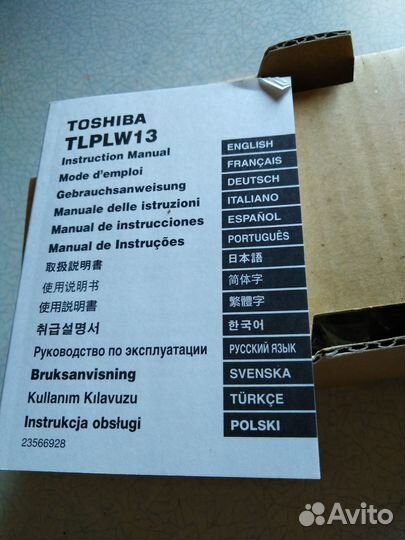 TOSHIBA
TLPLW13
Instruction Manual ENGLISH
Mode d'emploi FRANÇAIS
Gebrauchsanweisung DEUTSCH
Manuale delle istruzioni ITALIANO
Manual de instrucciones ESPAÑOL
Manual de Instruções PORTUGUÊS
取扱説明書 日本語
使用说明书 简体字
使用說明書 繁體字
취급설명서 한국어
Руководство по эксплуатации РУССКИЙ ЯЗЫК
Bruksanvisning SVENSKA
Kullanım Kılavuzu TÜRKÇE
Instrukcja obsługi POLSKI
23566928
Avito